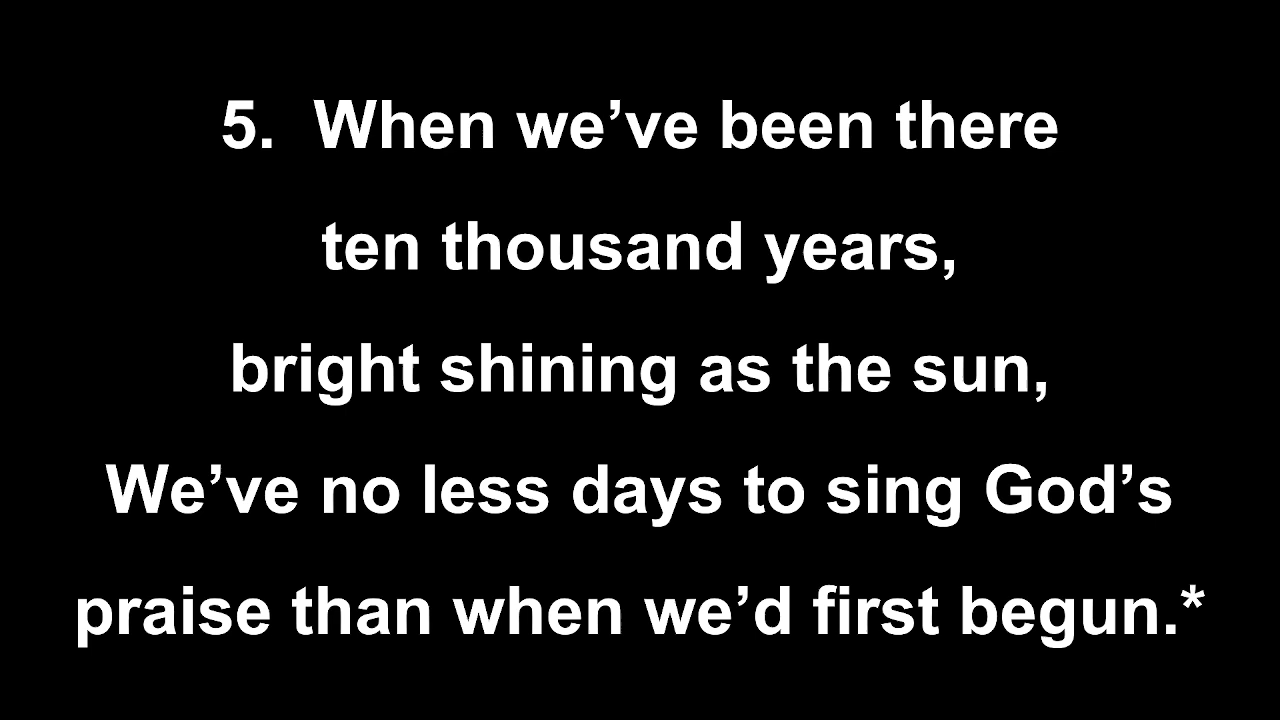 5.  When we’ve been there
ten thousand years,
bright shining as the sun,
We’ve no less days to sing God’s
praise than when we’d first begun.*